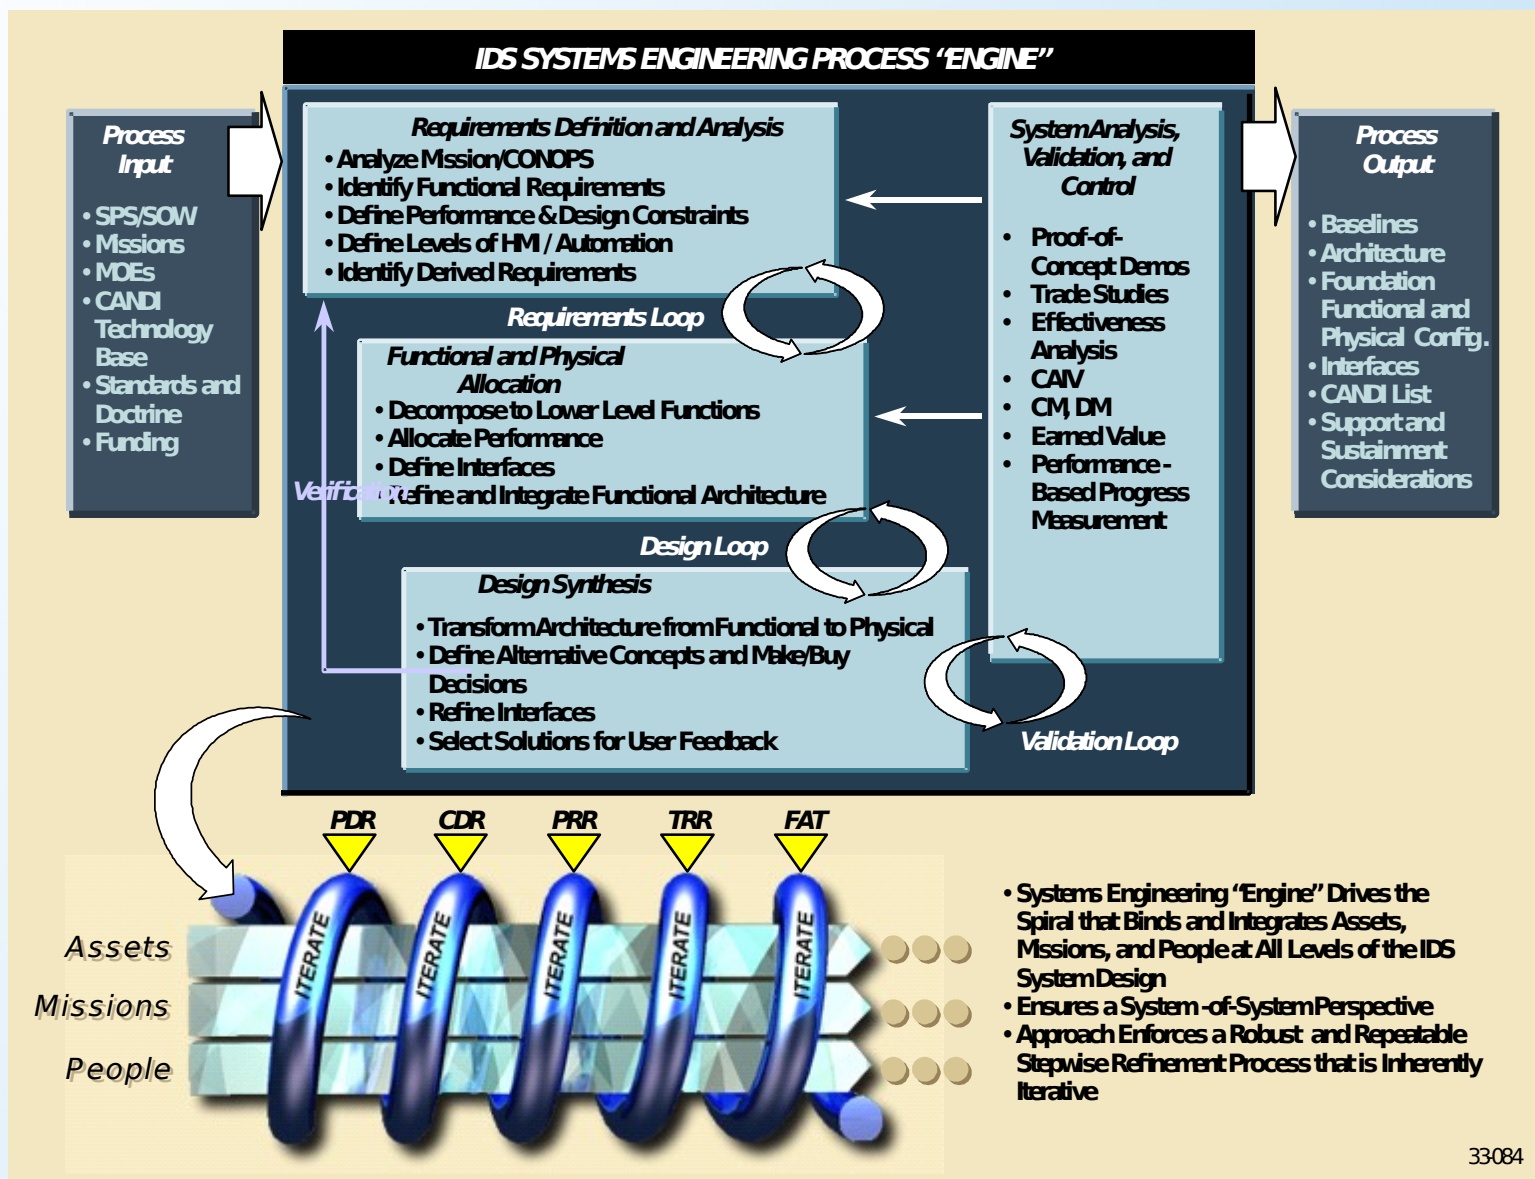 IDS SYSTEMS ENGINEERING PROCESS “ENGINE”
Process
Input
• SPS/SOW
• Missions
• MOEs
• CANDI
Technology
Base
• Standards and
Doctrine
• Funding
Requirements Definition and Analysis
• Analyze Mission/CONOPS
• Identify Functional Requirements
• Define Performance & Design Constraints
• Define Levels of HMI / Automation
• Identify Derived Requirements
Requirements Loop
Functional and Physical
Allocation
• Decompose to Lower Level Functions
• Allocate Performance
• Define Interfaces
• Refine and Integrate Functional Architecture
Verification
Design Loop
Design Synthesis
• Transform Architecture from Functional to Physical
• Define Alternative Concepts and Make/Buy
Decisions
• Refine Interfaces
• Select Solutions for User Feedback
System Analysis,
Validation, and
Control
• Proof-of-
Concept Demos
• Trade Studies
• Effectiveness
Analysis
• CAIV
• CM, DM
• Earned Value
• Performance -
Based Progress
Measurement
Validation Loop
Process
Output
• Baselines
• Architecture
• Foundation
Functional and
Physical Config.
• Interfaces
• CANDI List
• Support and
Sustainment
Considerations
PDR CDR PRR TRR FAT
ITERATE ITERATE ITERATE ITERATE ITERATE
Assets
Missions
People
• Systems Engineering “Engine” Drives the
Spiral that Binds and Integrates Assets,
Missions, and People at All Levels of the IDS
System Design
• Ensures a System -of-System Perspective
• Approach Enforces a Robust and Repeatable
Stepwise Refinement Process that is Inherently
Iterative
33-084